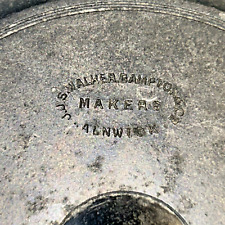 J.J.S. WALKER, BAMPTON & CO
MAKERS
ALNWICK